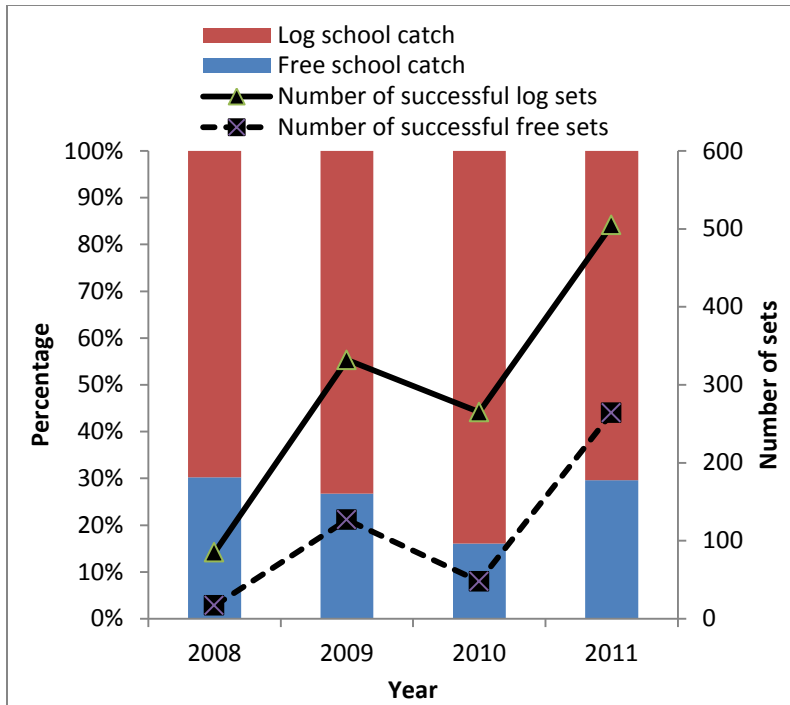 Log school catch
Free school catch
Number of successful log sets
Number of successful free sets
100%
90%
80%
70%
60%
50%
40%
30%
20%
10%
0%
600
500
400
300
200
100
0
Percentage
Number of sets
2008 2009 2010 2011
Year